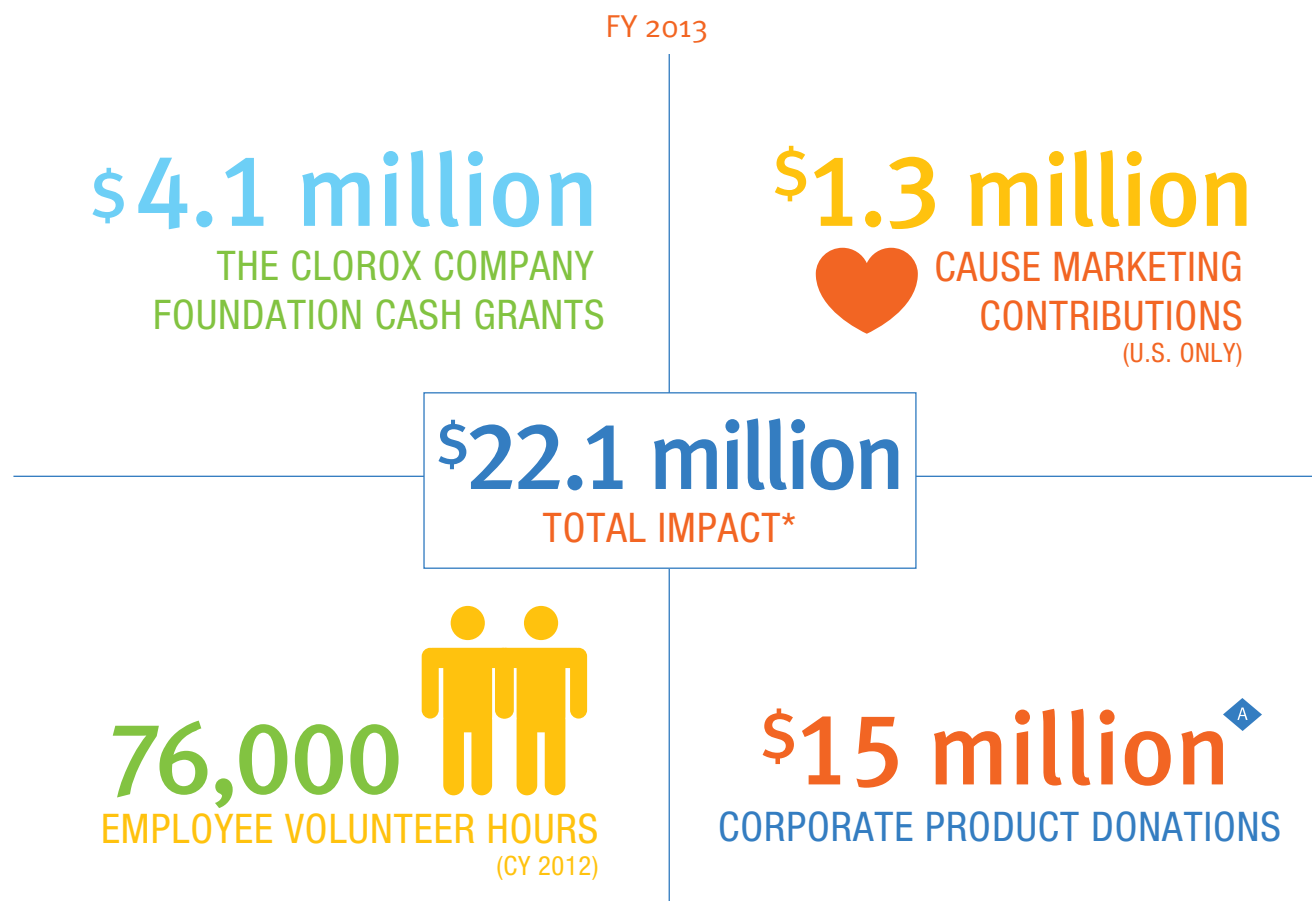 FY 2013
$4.1 million
THE CLOROX COMPANY
FOUNDATION CASH GRANTS
$1.3 million
CAUSE MARKETING
CONTRIBUTIONS
(U.S. ONLY)
$22.1 million
TOTAL IMPACT*
76,000
EMPLOYEE VOLUNTEER HOURS
(CY 2012)
$15 million A
CORPORATE PRODUCT DONATIONS